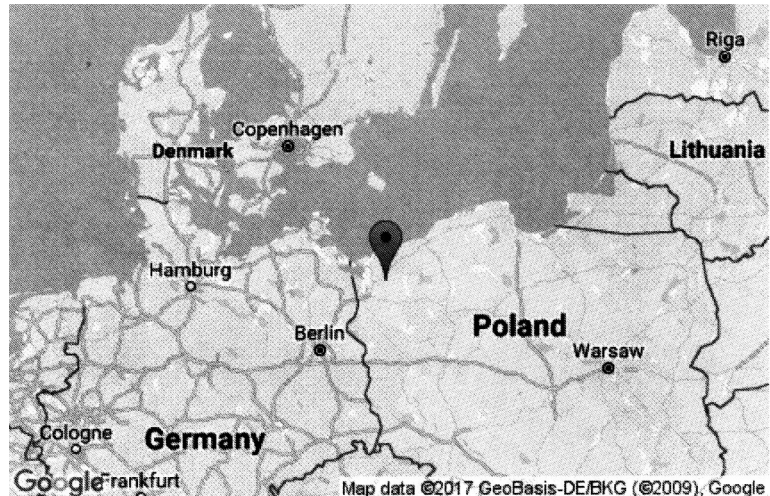 Riga
Copenhagen
Denmark
Lithuania
Hamburg
Berlin
Poland
Warsaw
Cologne
Germany
Google
Frankfurt
Map data ©2017 GeoBasis-DE/BKG (©2009), Google